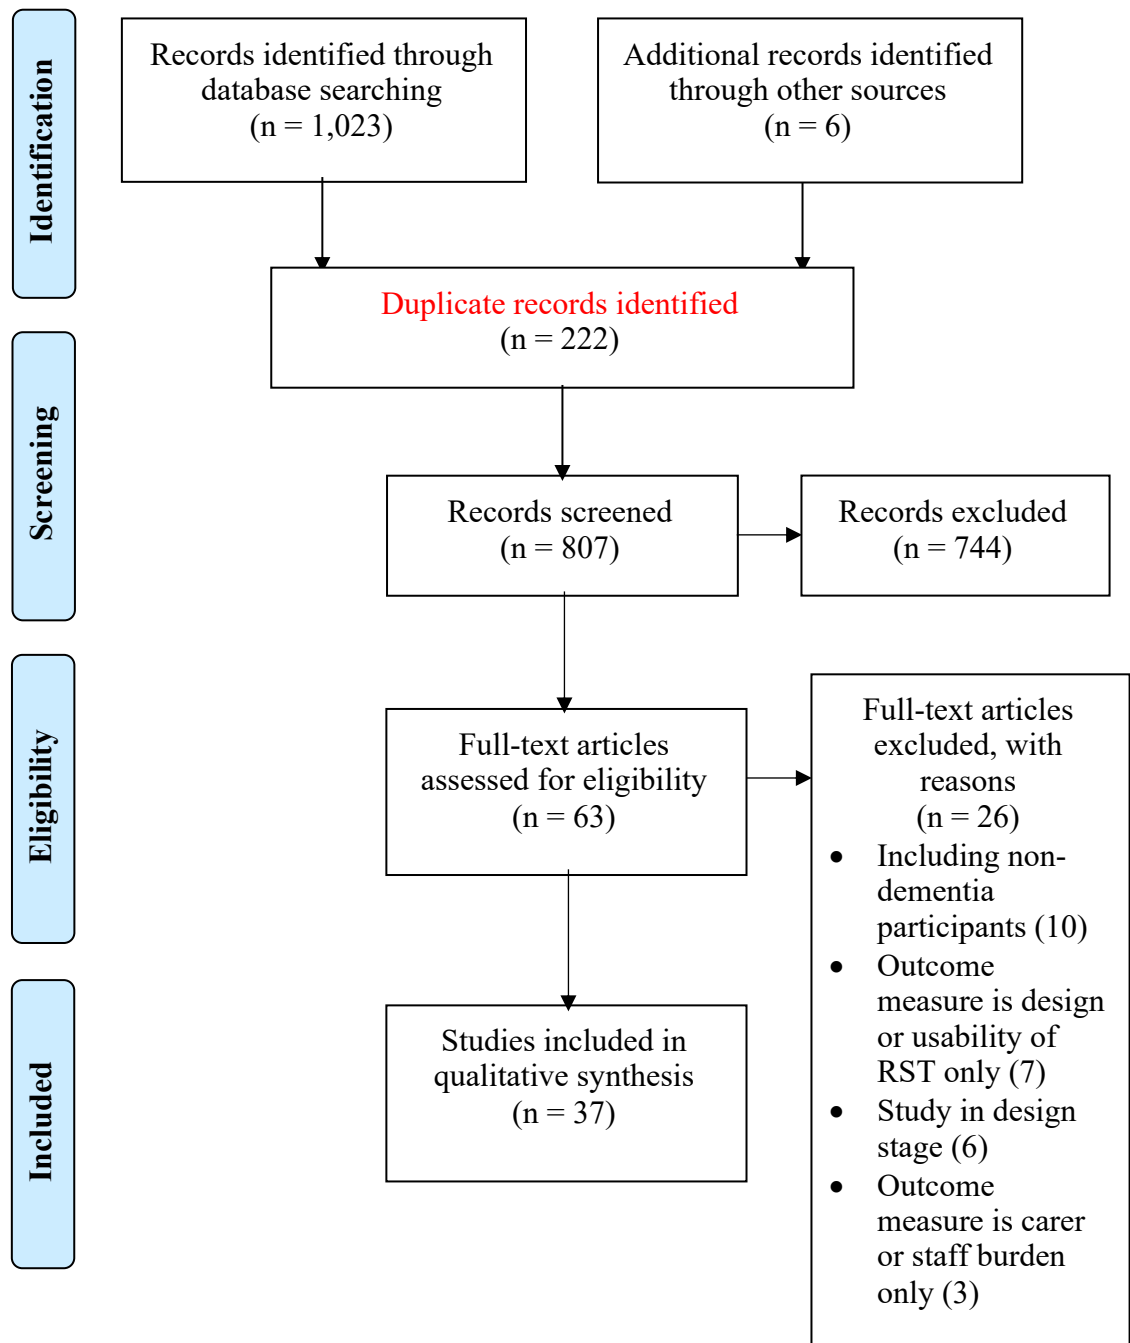 Identification
Records identified through
database searching
(n = 1,023)
Additional records identified
through other sources
(n = 6)
Duplicate records identified
(n = 222)
Screening
Records screened
(n = 807)
Records excluded
(n = 744)
Eligibility
Full-text articles
assessed for eligibility
(n = 63)
Full-text articles
excluded, with
reasons
(n = 26)
• Including non-
dementia
participants (10)
• Outcome
measure is design
or usability of
RST only (7)
• Study in design
stage (6)
• Outcome
measure is carer
or staff burden
only (3)
Included
Studies included in
qualitative synthesis
(n = 37)